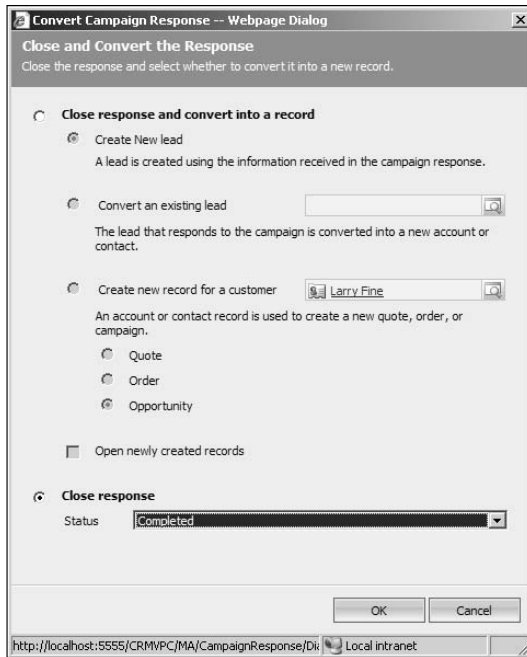 Convert Campaign Response -- Webpage Dialog
Close and Convert the Response
Close the response and select whether to convert it into a new record.
Close response and convert into a record
Create New lead
A lead is created using the information received in the campaign response.
Convert an existing lead
The lead that responds to the campaign is converted into a new account or
contact.
Create new record for a customer Larry Fine
An account or contact record is used to create a new quote, order, or
campaign.
Quote
Order
Opportunity
Open newly created records
Close response
Status Completed
OK Cancel
http://localhost:5555/CRMVPC/MA/CampaignResponse/Dia Local intranet